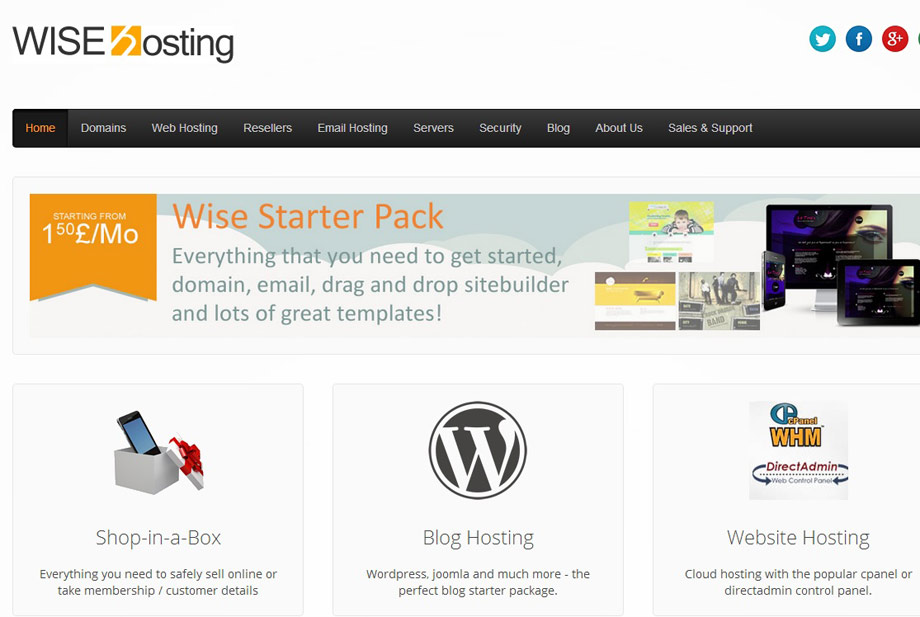 WISE hosting
Home Domains Web Hosting Resellers Email Hosting Servers Security Blog About Us Sales & Support
STARTING FROM
1⁵⁰£/Mo
Wise Starter Pack
Everything that you need to get started,
domain, email, drag and drop sitebuilder
and lots of great templates!
cPanel
WHM
DirectAdmin
Web Control Panel
Shop-in-a-Box
Everything you need to safely sell online or
take membership / customer details
Blog Hosting
Wordpress, joomla and much more - the
perfect blog starter package.
Website Hosting
Cloud hosting with the popular cpanel or
directadmin control panel.